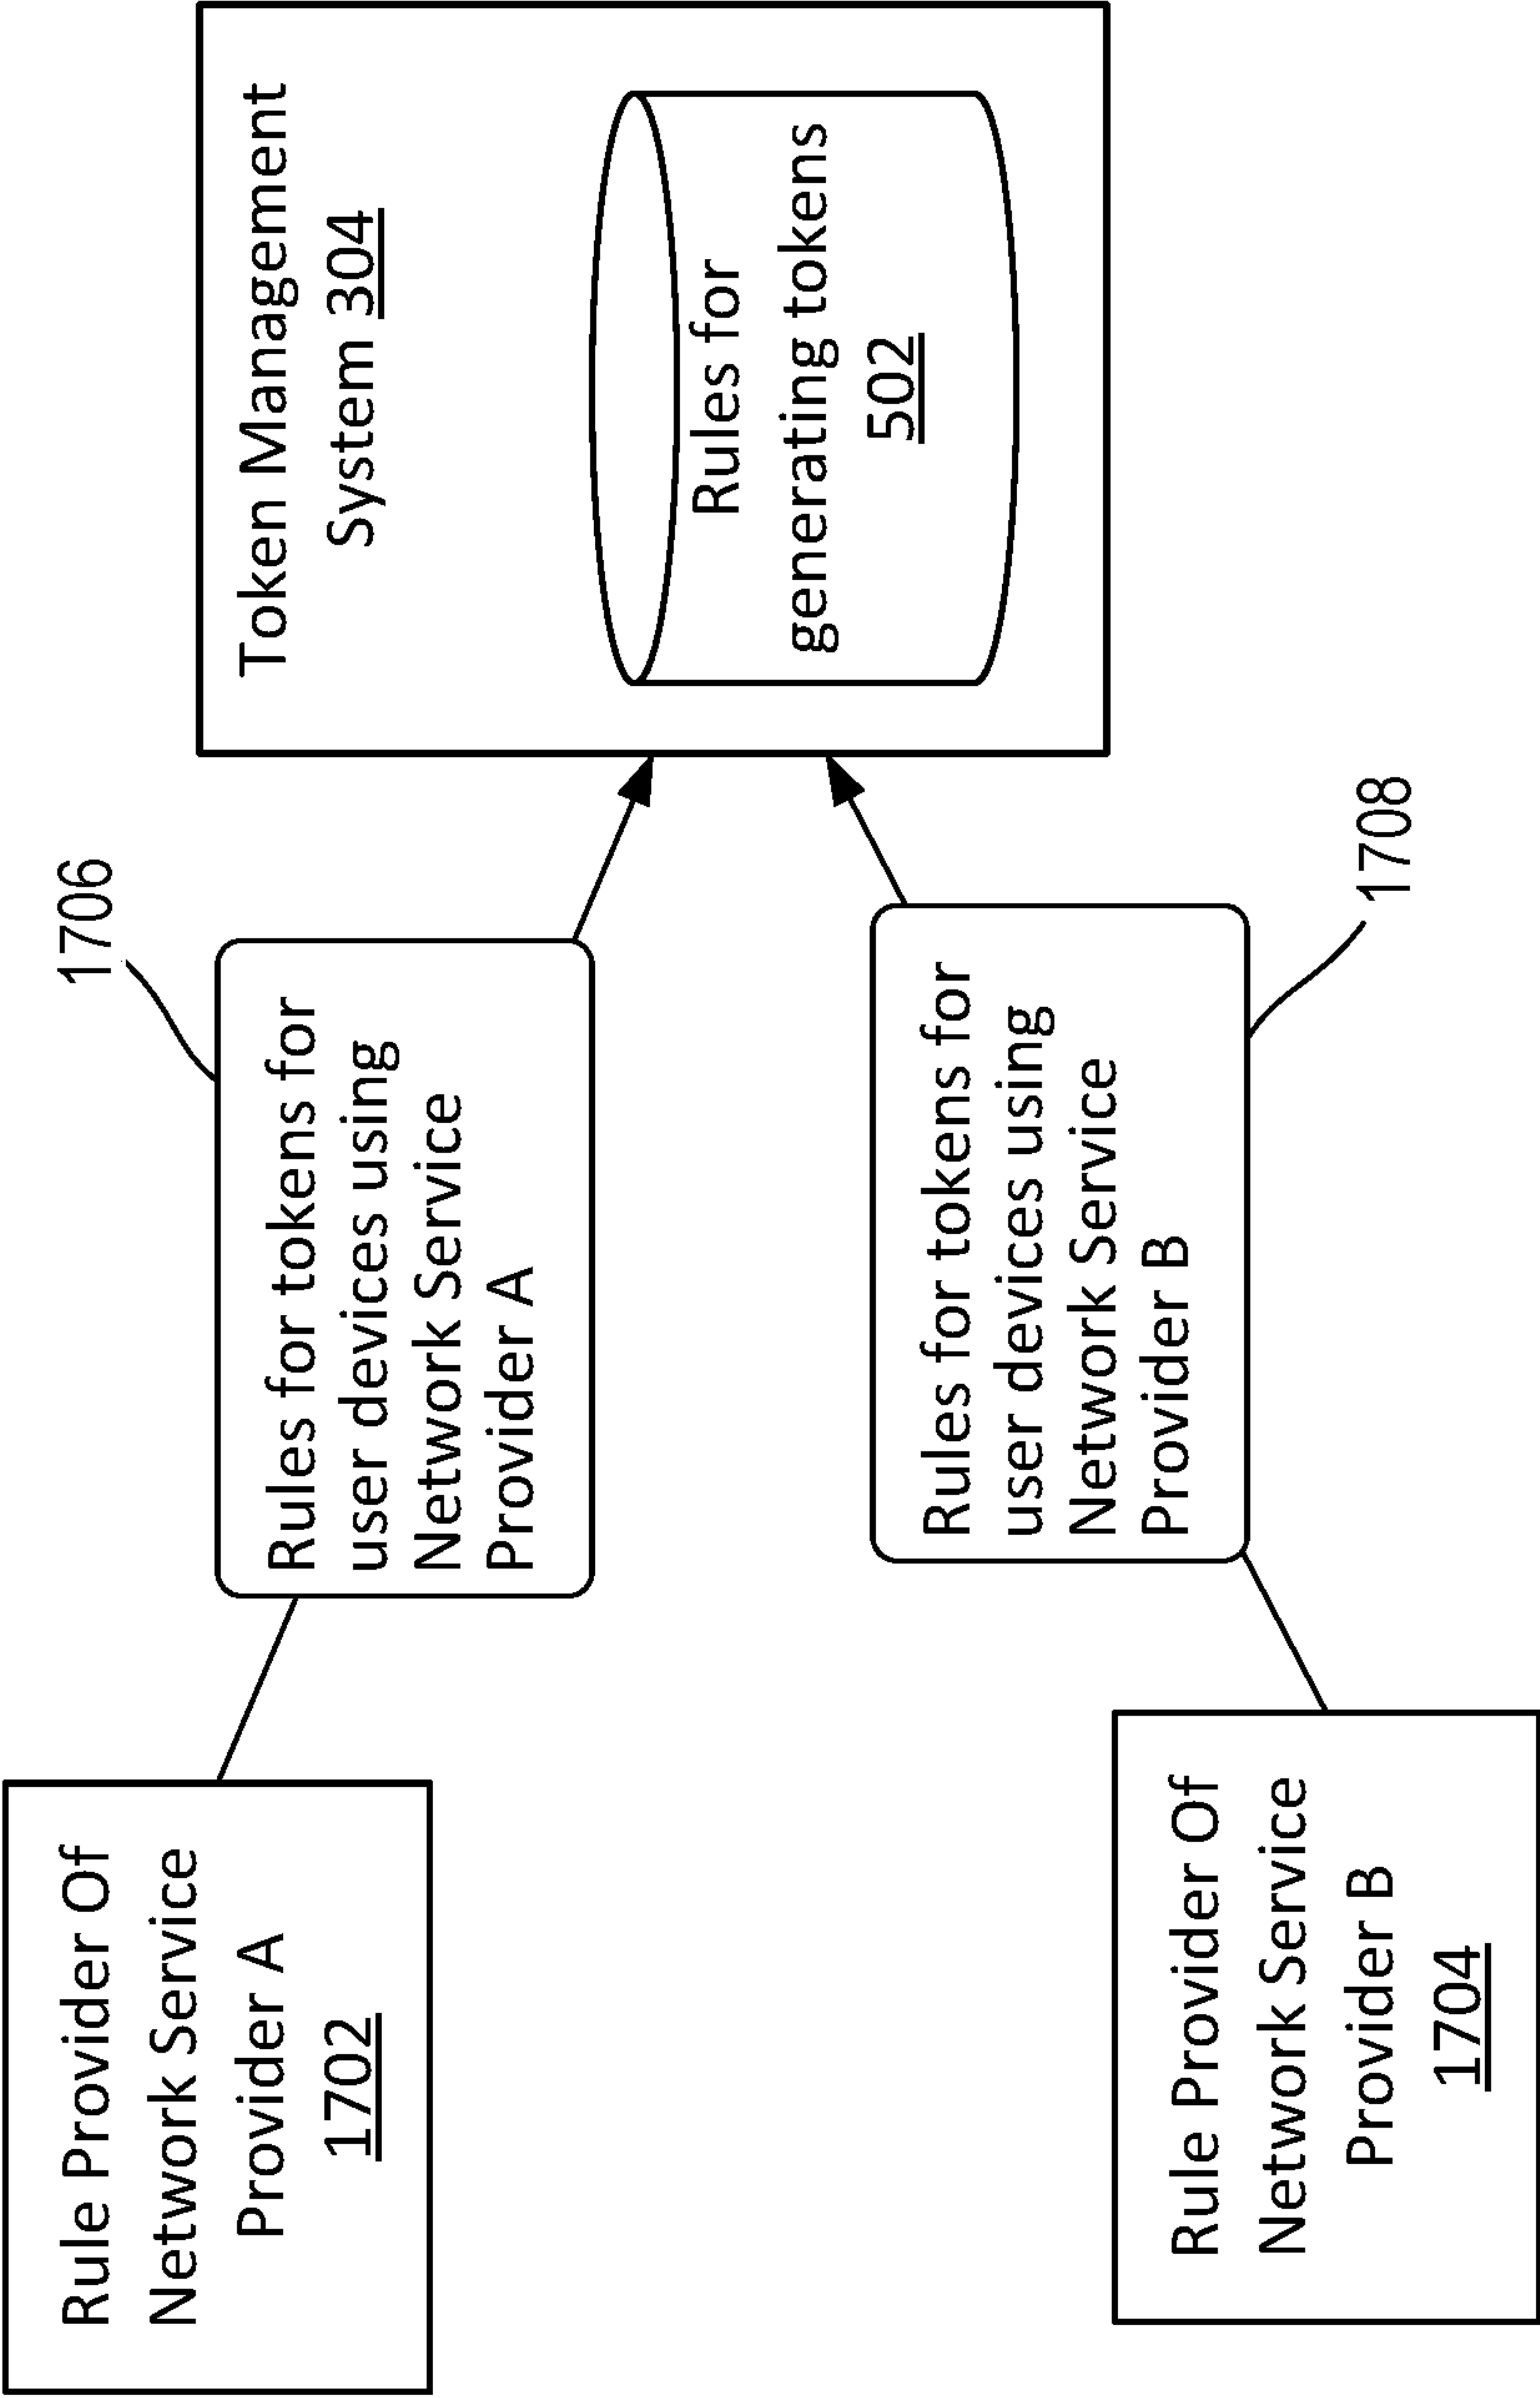 Rule Provider Of
Network Service
Provider A
1702
1706
Rules for tokens for
user devices using
Network Service
Provider A
Token Management
System 304
Rules for
generating tokens
502
Rule Provider Of
Network Service
Provider B
1704
Rules for tokens for
user devices using
Network Service
Provider B
1708